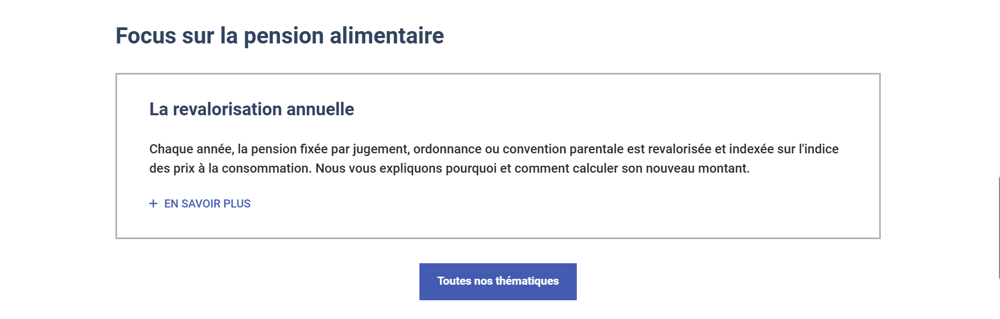 Focus sur la pension alimentaire
La revalorisation annuelle
Chaque année, la pension fixée par jugement, ordonnance ou convention parentale est revalorisée et indexée sur l'indice
des prix à la consommation. Nous vous expliquons pourquoi et comment calculer son nouveau montant.
+ EN SAVOIR PLUS
Toutes nos thématiques